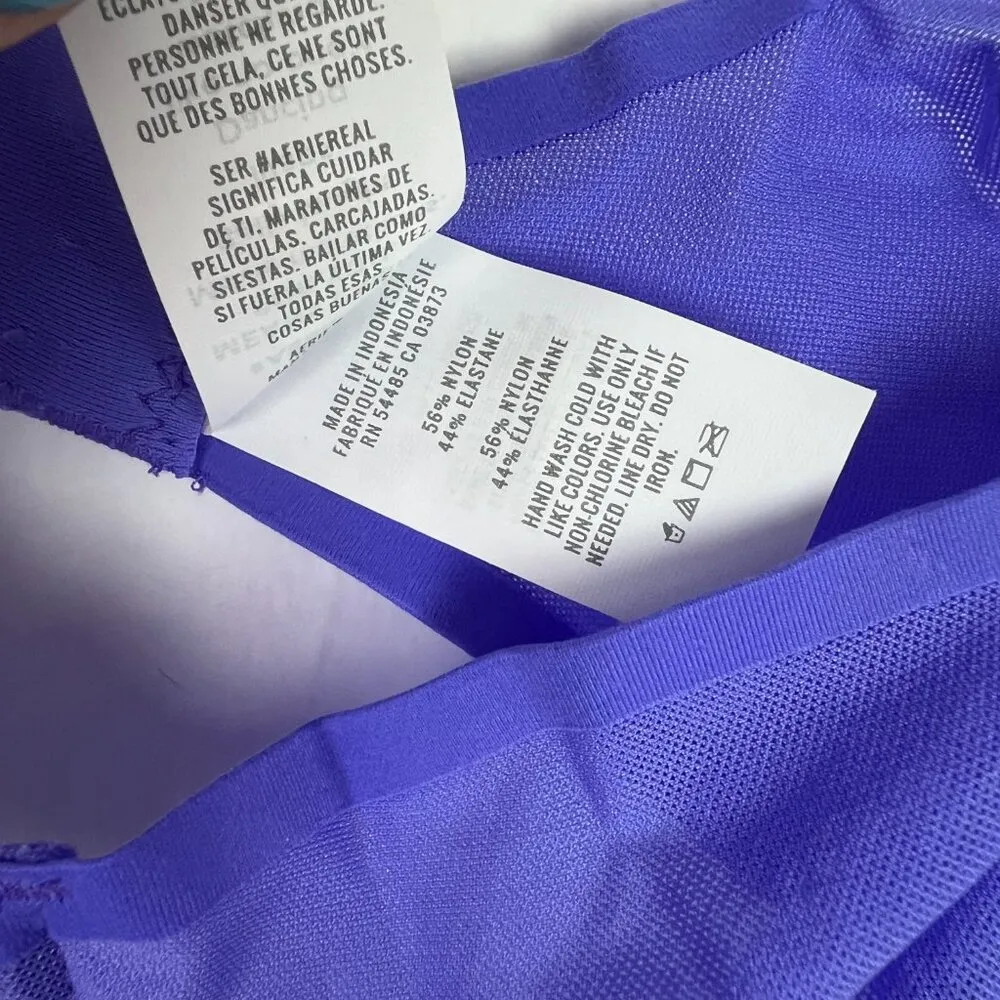 DANSER
PERSONNE NE REGARDE.
TOUT CELA, CE NE SONT
QUE DES BONNES CHOSES.
SER #AERIEREAL
SIGNIFICA CUIDAR
DE TI. MARATONES DE
PELÍCULAS. CARCAJADAS.
SIESTAS. BAILAR COMO
SI FUERA LA ÚLTIMA VEZ.
TODAS ESAS
COSAS BUENAS
AERIE
MADE IN INDONESIA
FABRIQUÉ EN INDONÉSIE
RN 54485 CA 03873
56% NYLON
44% ELASTANE
56% NYLON
44% ÉLASTHANNE
HAND WASH COLD WITH
LIKE COLORS. USE ONLY
NON-CHLORINE BLEACH IF
NEEDED. LINE DRY. DO NOT
IRON.